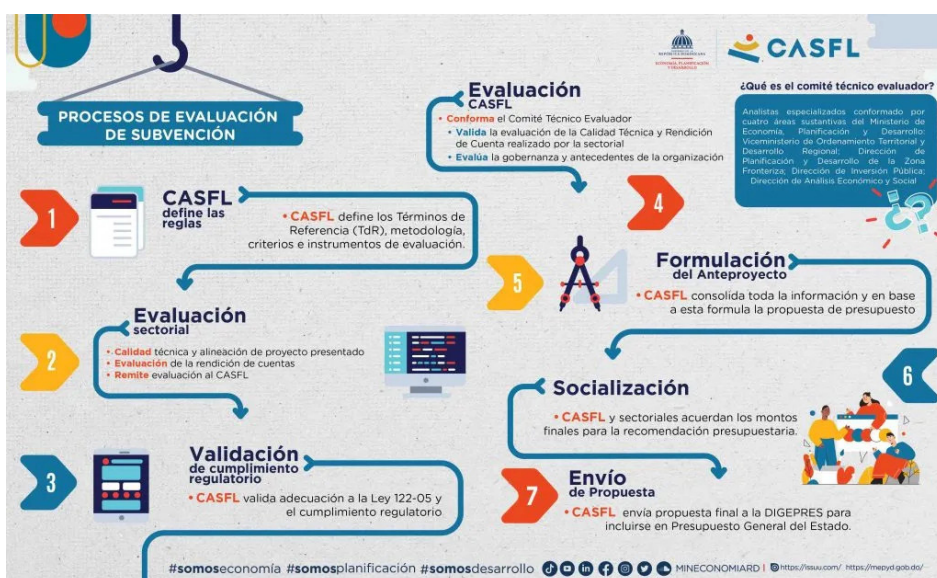 PROCESOS DE EVALUACIÓN
DE SUBVENCIÓN
REPÚBLICA DOMINICANA
ECONOMÍA, PLANIFICACIÓN
Y DESARROLLO
CASFL
1
CASFL
define las
reglas
• CASFL define los Términos de
Referencia (TdR), metodología,
criterios e instrumentos de evaluación.
2
Evaluación
sectorial
• Calidad técnica y alineación de proyecto presentado
• Evaluación de la rendición de cuentas
• Remite evaluación al CASFL
3
Validación
de cumplimiento
regulatorio
• CASFL valida adecuación a la Ley 122-05 y
el cumplimiento regulatorio
Evaluación
CASFL
• Conforma el Comité Técnico Evaluador
• Valida la evaluación de la Calidad Técnica y Rendición
de Cuenta realizado por la sectorial
• Evalúa la gobernanza y antecedentes de la organización
4
¿Qué es el comité técnico evaluador?
Analistas especializados conformado por
cuatro áreas sustantivas del Ministerio de
Economía, Planificación y Desarrollo:
Viceministerio de Ordenamiento Territorial y
Desarrollo Regional; Dirección de
Planificación y Desarrollo de la Zona
Fronteriza; Dirección de Inversión Pública;
Dirección de Análisis Económico y Social
¿?
5
Formulación
del Anteproyecto
• CASFL consolida toda la información y en base
a esta formula la propuesta de presupuesto
6
Socialización
• CASFL y sectoriales acuerdan los montos
finales para la recomendación presupuestaria.
7
Envío
de Propuesta
• CASFL envía propuesta final a la DIGEPRES para
incluirse en Presupuesto General del Estado.
#somoseconomía #somosplanificación #somosdesarrollo MINECONOMIARD | https://issuu.com/ https://mepyd.gob.do/